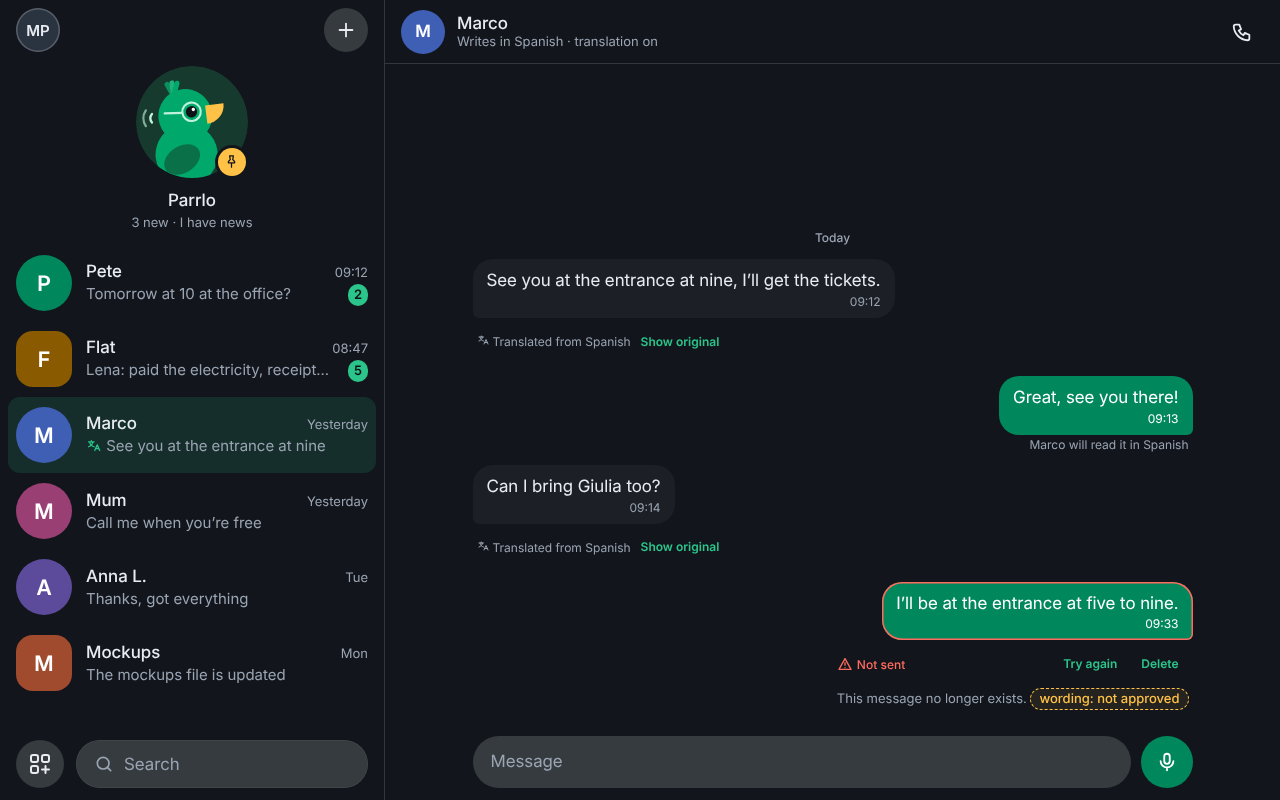 MP
Parrlo
3 new · I have news
P
Pete
09:12
Tomorrow at 10 at the office?
2
F
Flat
08:47
Lena: paid the electricity, receipt...
5
M
Marco
Yesterday
See you at the entrance at nine
M
Mum
Yesterday
Call me when you’re free
A
Anna L.
Tue
Thanks, got everything
M
Mockups
Mon
The mockups file is updated
Search
M
Marco
Writes in Spanish · translation on
Today
See you at the entrance at nine, I’ll get the tickets.
09:12
Translated from Spanish Show original
Great, see you there!
09:13
Marco will read it in Spanish
Can I bring Giulia too?
09:14
Translated from Spanish Show original
I’ll be at the entrance at five to nine.
09:33
Not sent Try again Delete
This message no longer exists. wording: not approved
Message